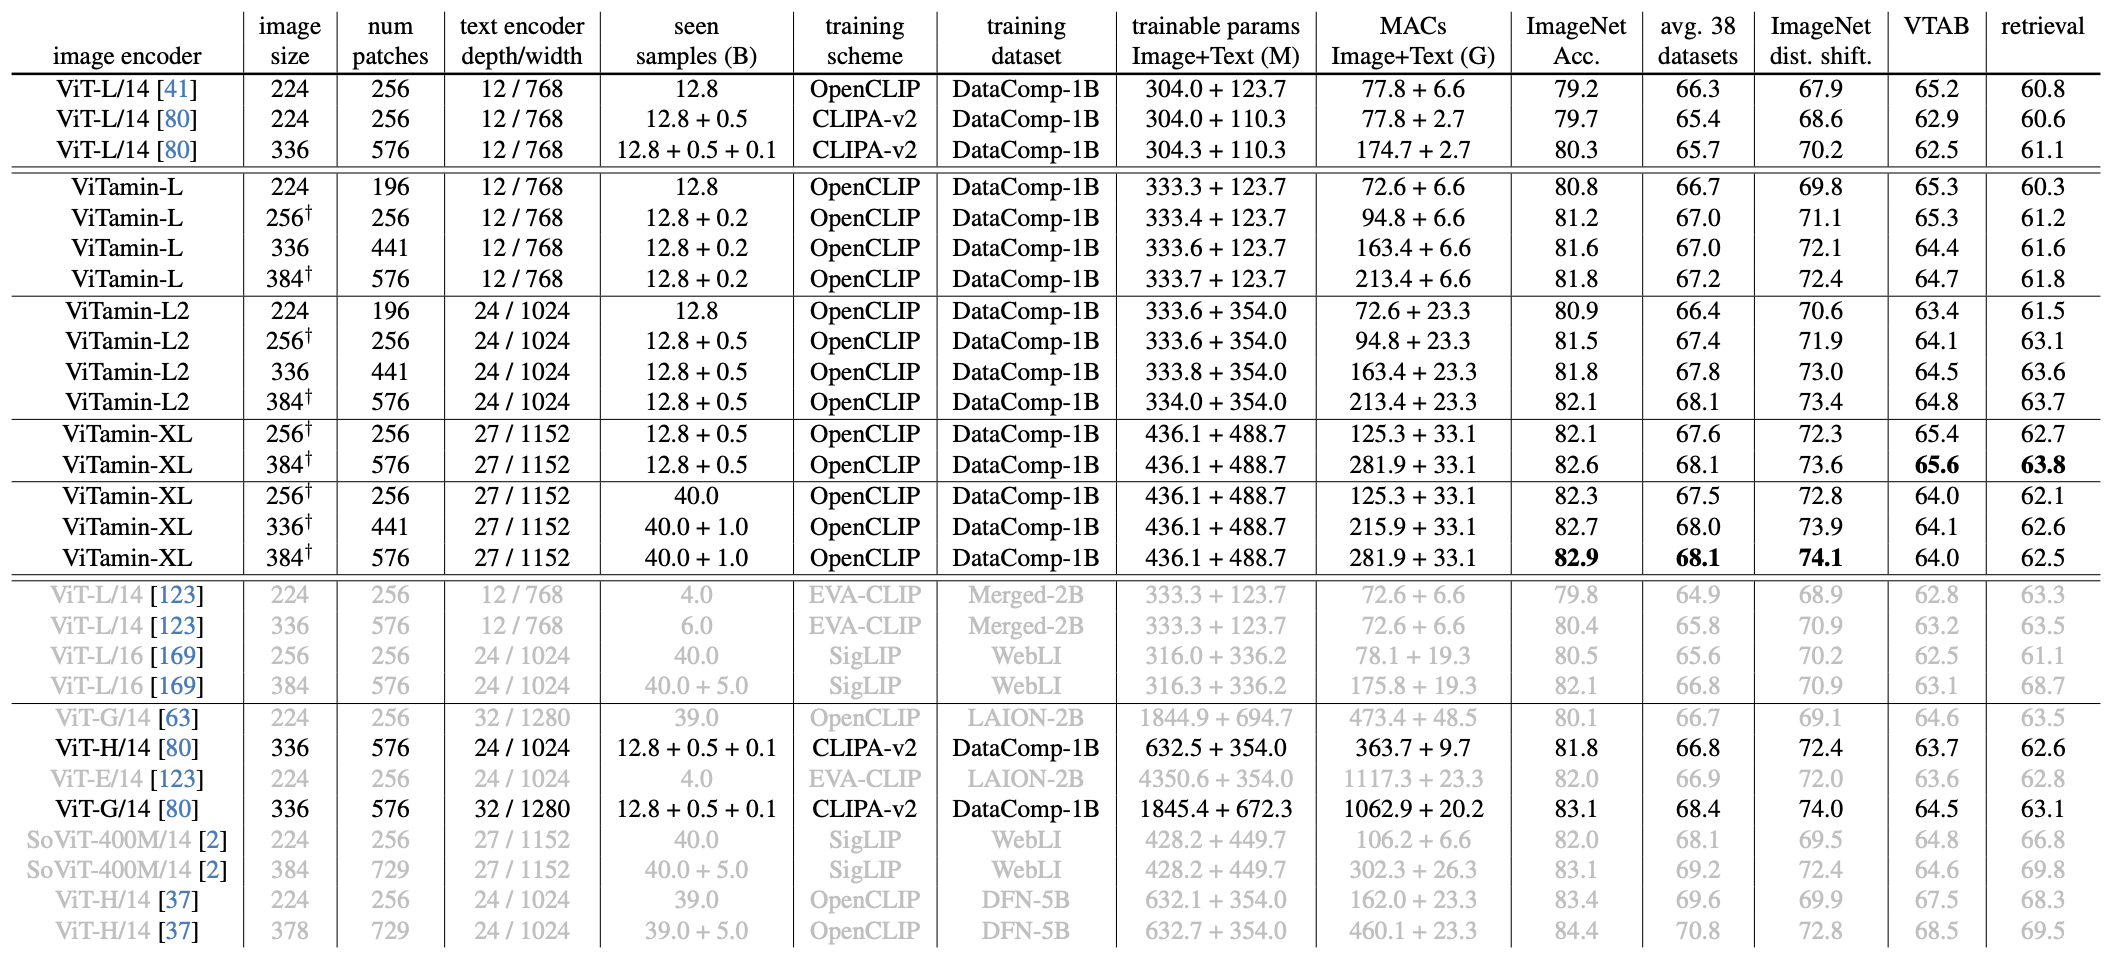 image encoder | image size | num patches | text encoder depth/width | seen samples (B) | training scheme | training dataset | trainable params Image+Text (M) | MACs Image+Text (G) | ImageNet Acc. | avg. 38 datasets | ImageNet dist. shift. | VTAB | retrieval
ViT-L/14 [41] | 224 | 256 | 12 / 768 | 12.8 | OpenCLIP | DataComp-1B | 304.0 + 123.7 | 77.8 + 6.6 | 79.2 | 66.3 | 67.9 | 65.2 | 60.8
ViT-L/14 [80] | 224 | 256 | 12 / 768 | 12.8 + 0.5 | CLIPA-v2 | DataComp-1B | 304.0 + 110.3 | 77.8 + 2.7 | 79.7 | 65.4 | 68.6 | 62.9 | 60.6
ViT-L/14 [80] | 336 | 576 | 12 / 768 | 12.8 + 0.5 + 0.1 | CLIPA-v2 | DataComp-1B | 304.3 + 110.3 | 174.7 + 2.7 | 80.3 | 65.7 | 70.2 | 62.5 | 61.1
ViTamin-L | 224 | 196 | 12 / 768 | 12.8 | OpenCLIP | DataComp-1B | 333.3 + 123.7 | 72.6 + 6.6 | 80.8 | 66.7 | 69.8 | 65.3 | 60.3
ViTamin-L | 256† | 256 | 12 / 768 | 12.8 + 0.2 | OpenCLIP | DataComp-1B | 333.4 + 123.7 | 94.8 + 6.6 | 81.2 | 67.0 | 71.1 | 65.3 | 61.2
ViTamin-L | 336 | 441 | 12 / 768 | 12.8 + 0.2 | OpenCLIP | DataComp-1B | 333.6 + 123.7 | 163.4 + 6.6 | 81.6 | 67.0 | 72.1 | 64.4 | 61.6
ViTamin-L | 384† | 576 | 12 / 768 | 12.8 + 0.2 | OpenCLIP | DataComp-1B | 333.7 + 123.7 | 213.4 + 6.6 | 81.8 | 67.2 | 72.4 | 64.7 | 61.8
ViTamin-L2 | 224 | 196 | 24 / 1024 | 12.8 | OpenCLIP | DataComp-1B | 333.6 + 354.0 | 72.6 + 23.3 | 80.9 | 66.4 | 70.6 | 63.4 | 61.5
ViTamin-L2 | 256† | 256 | 24 / 1024 | 12.8 + 0.5 | OpenCLIP | DataComp-1B | 333.6 + 354.0 | 94.8 + 23.3 | 81.5 | 67.4 | 71.9 | 64.1 | 63.1
ViTamin-L2 | 336 | 441 | 24 / 1024 | 12.8 + 0.5 | OpenCLIP | DataComp-1B | 333.8 + 354.0 | 163.4 + 23.3 | 81.8 | 67.8 | 73.0 | 64.5 | 63.6
ViTamin-L2 | 384† | 576 | 24 / 1024 | 12.8 + 0.5 | OpenCLIP | DataComp-1B | 334.0 + 354.0 | 213.4 + 23.3 | 82.1 | 68.1 | 73.4 | 64.8 | 63.7
ViTamin-XL | 256† | 256 | 27 / 1152 | 12.8 + 0.5 | OpenCLIP | DataComp-1B | 436.1 + 488.7 | 125.3 + 33.1 | 82.1 | 67.6 | 72.3 | 65.4 | 62.7
ViTamin-XL | 384† | 576 | 27 / 1152 | 12.8 + 0.5 | OpenCLIP | DataComp-1B | 436.1 + 488.7 | 281.9 + 33.1 | 82.6 | 68.1 | 73.6 | 65.6 | 63.8
ViTamin-XL | 256† | 256 | 27 / 1152 | 40.0 | OpenCLIP | DataComp-1B | 436.1 + 488.7 | 125.3 + 33.1 | 82.3 | 67.5 | 72.8 | 64.0 | 62.1
ViTamin-XL | 336† | 441 | 27 / 1152 | 40.0 + 1.0 | OpenCLIP | DataComp-1B | 436.1 + 488.7 | 215.9 + 33.1 | 82.7 | 68.0 | 73.9 | 64.1 | 62.6
ViTamin-XL | 384† | 576 | 27 / 1152 | 40.0 + 1.0 | OpenCLIP | DataComp-1B | 436.1 + 488.7 | 281.9 + 33.1 | 82.9 | 68.1 | 74.1 | 64.0 | 62.5
ViT-L/14 [123] | 224 | 256 | 12 / 768 | 4.0 | EVA-CLIP | Merged-2B | 333.3 + 123.7 | 72.6 + 6.6 | 79.8 | 64.9 | 68.9 | 62.8 | 63.3
ViT-L/14 [123] | 336 | 576 | 12 / 768 | 6.0 | EVA-CLIP | Merged-2B | 333.3 + 123.7 | 72.6 + 6.6 | 80.4 | 65.8 | 70.9 | 63.2 | 63.5
ViT-L/16 [169] | 256 | 256 | 24 / 1024 | 40.0 | SigLIP | WebLI | 316.0 + 336.2 | 78.1 + 19.3 | 80.5 | 65.6 | 70.2 | 62.5 | 61.1
ViT-L/16 [169] | 384 | 576 | 24 / 1024 | 40.0 + 5.0 | SigLIP | WebLI | 316.3 + 336.2 | 175.8 + 19.3 | 82.1 | 66.8 | 70.9 | 63.1 | 68.7
ViT-G/14 [63] | 224 | 256 | 32 / 1280 | 39.0 | OpenCLIP | LAION-2B | 1844.9 + 694.7 | 473.4 + 48.5 | 80.1 | 66.7 | 69.1 | 64.6 | 63.5
ViT-H/14 [80] | 336 | 576 | 24 / 1024 | 12.8 + 0.5 + 0.1 | CLIPA-v2 | DataComp-1B | 632.5 + 354.0 | 363.7 + 9.7 | 81.8 | 66.8 | 72.4 | 63.7 | 62.6
ViT-E/14 [123] | 224 | 256 | 24 / 1024 | 4.0 | EVA-CLIP | LAION-2B | 4350.6 + 354.0 | 1117.3 + 23.3 | 82.0 | 66.9 | 72.0 | 63.6 | 62.8
ViT-G/14 [80] | 336 | 576 | 32 / 1280 | 12.8 + 0.5 + 0.1 | CLIPA-v2 | DataComp-1B | 1845.4 + 672.3 | 1062.9 + 20.2 | 83.1 | 68.4 | 74.0 | 64.5 | 63.1
SoViT-400M/14 [2] | 224 | 256 | 27 / 1152 | 40.0 | SigLIP | WebLI | 428.2 + 449.7 | 106.2 + 6.6 | 82.0 | 68.1 | 69.5 | 64.8 | 66.8
SoViT-400M/14 [2] | 384 | 729 | 27 / 1152 | 40.0 + 5.0 | SigLIP | WebLI | 428.2 + 449.7 | 302.3 + 26.3 | 83.1 | 69.2 | 72.4 | 64.6 | 69.8
ViT-H/14 [37] | 224 | 256 | 24 / 1024 | 39.0 | OpenCLIP | DFN-5B | 632.1 + 354.0 | 162.0 + 23.3 | 83.4 | 69.6 | 69.9 | 67.5 | 68.3
ViT-H/14 [37] | 378 | 729 | 24 / 1024 | 39.0 + 5.0 | OpenCLIP | DFN-5B | 632.7 + 354.0 | 460.1 + 23.3 | 84.4 | 70.8 | 72.8 | 68.5 | 69.5